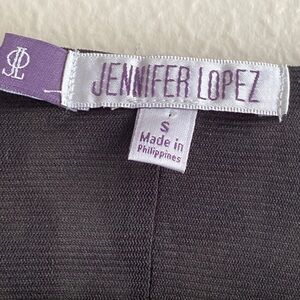 JL
JENNIFER LOPEZ
S
Made in
Philippines